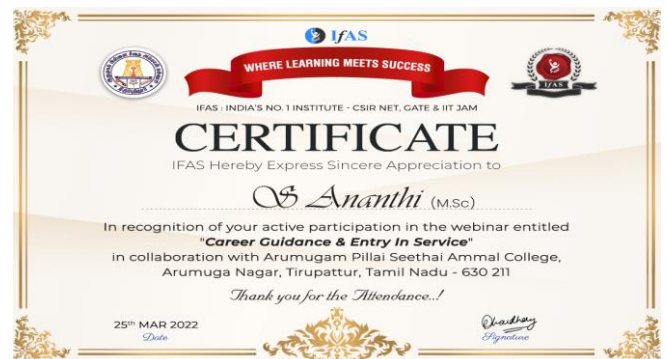 IfAS
WHERE LEARNING MEETS SUCCESS
IFAS
IFAS : INDIA'S NO. 1 INSTITUTE - CSIR NET, GATE & IIT JAM
CERTIFICATE
IFAS Hereby Express Sincere Appreciation to
S Ananthi (M.Sc)
In recognition of your active participation in the webinar entitled
"Career Guidance & Entry In Service"
in collaboration with Arumugam Pillai Seethai Ammal College,
Arumuga Nagar, Tirupattur, Tamil Nadu - 630 211
Thank you for the Attendance..!
25th MAR 2022
Date
Signature